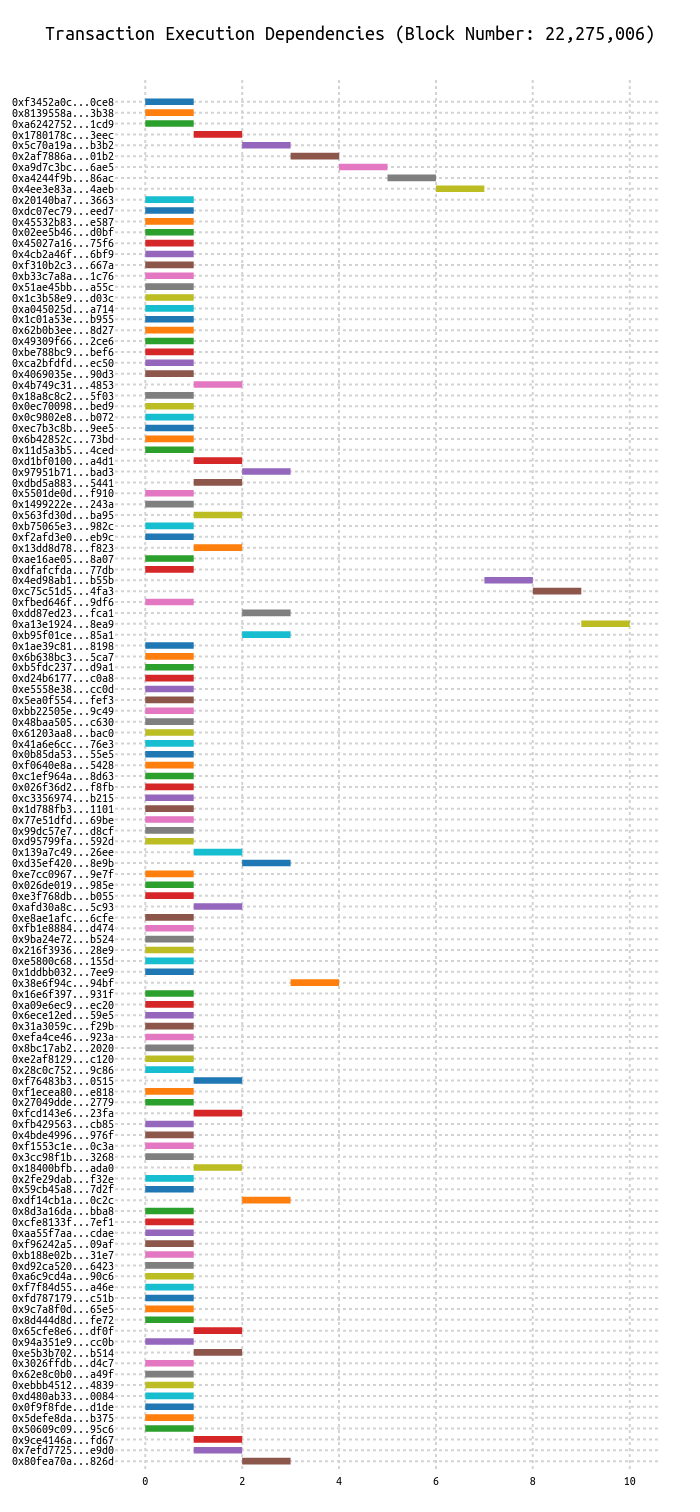 Transaction Execution Dependencies (Block Number: 22,275,006)
0xf3452a0c...0ce8
0x8139558a...3b38
0xa6242752...1cd9
0x1780178c...3eec
0x5c70a19a...b3b2
0x2af7886a...01b2
0xa9d7c3bc...6ae5
0xa4244f9b...86ac
0x4ee3e83a...4aeb
0x20140ba7...3663
0xdc07ec79...eed7
0x45532b83...e587
0x02ee5b46...d0bf
0x45027a16...75f6
0x4cb2a46f...6bf9
0xf310b2c3...667a
0xb33c7a8a...1c76
0x51ae45bb...a55c
0x1c3b58e9...d03c
0xa045025d...a714
0x1c01a53e...b955
0x62b0b3ee...8d27
0x49309f66...2ce6
0xbe788bc9...bef6
0xca2bfdfd...ec50
0x4069035e...90d3
0x4b749c31...4853
0x18a8c8c2...5f03
0x0ec70098...bed9
0x0c9802e8...b072
0xec7b3c8b...9ee5
0x6b42852c...73bd
0x11d5a3b5...4ced
0xd1bf0100...a4d1
0x97951b71...bad3
0xdbd5a883...5441
0x5501de0d...f910
0x1499222e...243a
0x563fd30d...ba95
0xb75065e3...982c
0xf2afd3e0...eb9c
0x13dd8d78...f823
0xae16ae05...8a07
0xdfafcfda...77db
0x4ed98ab1...b55b
0xc75c51d5...4fa3
0xfbed646f...9df6
0xdd87ed23...fca1
0xa13e1924...8ea9
0xb95f01ce...85a1
0x1ae39c81...8198
0x6b638bc3...5ca7
0xb5fdc237...d9a1
0xd24b6177...c0a8
0xe5558e38...cc0d
0x5ea0f554...fef3
0xbb22505e...9c49
0x48baa505...c630
0x61203aa8...bac0
0x41a6e6cc...76e3
0x0b85da53...55e5
0xf0640e8a...5428
0xc1ef964a...8d63
0x026f36d2...f8fb
0xc3356974...b215
0x1d788fb3...1101
0x77e51dfd...69be
0x99dc57e7...d8cf
0xd95799fa...592d
0x139a7c49...26ee
0xd35ef420...8e9b
0xe7cc0967...9e7f
0x026de019...985e
0xe3f768db...b055
0xafd30a8c...5c93
0xe8ae1afc...6cfe
0xfb1e8884...d474
0x9ba24e72...b524
0x216f3936...28e9
0xe5800c68...155d
0x1ddbb032...7ee9
0x38e6f94c...94bf
0x16e6f397...931f
0xa09e6ec9...ec20
0x6ece12ed...59e5
0x31a3059c...f29b
0xefa4ce46...923a
0x8bc17ab2...2020
0xe2af8129...c120
0x28c0c752...9c86
0xf76483b3...0515
0xf1ecea80...e818
0x27049dde...2779
0xfcd143e6...23fa
0xfb429563...cb85
0x4bde4996...976f
0xf1553c1e...0c3a
0x3cc98f1b...3268
0x18400bfb...ada0
0x2fe29dab...f32e
0x59cb45a8...7d2f
0xdf14cb1a...0c2c
0x8d3a16da...bba8
0xcfe8133f...7ef1
0xaa55f7aa...cdae
0xf96242a5...09af
0xb188e02b...31e7
0xd92ca520...6423
0xa6c9cd4a...90c6
0xf7f84d55...a46e
0xfd787179...c51b
0x9c7a8f0d...65e5
0x8d444d8d...fe72
0x65cfe8e6...df0f
0x94a351e9...cc0b
0xe5b3b702...b514
0x3026ffdb...d4c7
0x62e8c0b0...a49f
0xebbb4512...4839
0xd480ab33...0084
0x0f9f8fde...d1de
0x5defe8da...b375
0x50609c09...95c6
0x9ce4146a...fd67
0x7efd7725...e9d0
0x80fea70a...826d
0 2 4 6 8 10